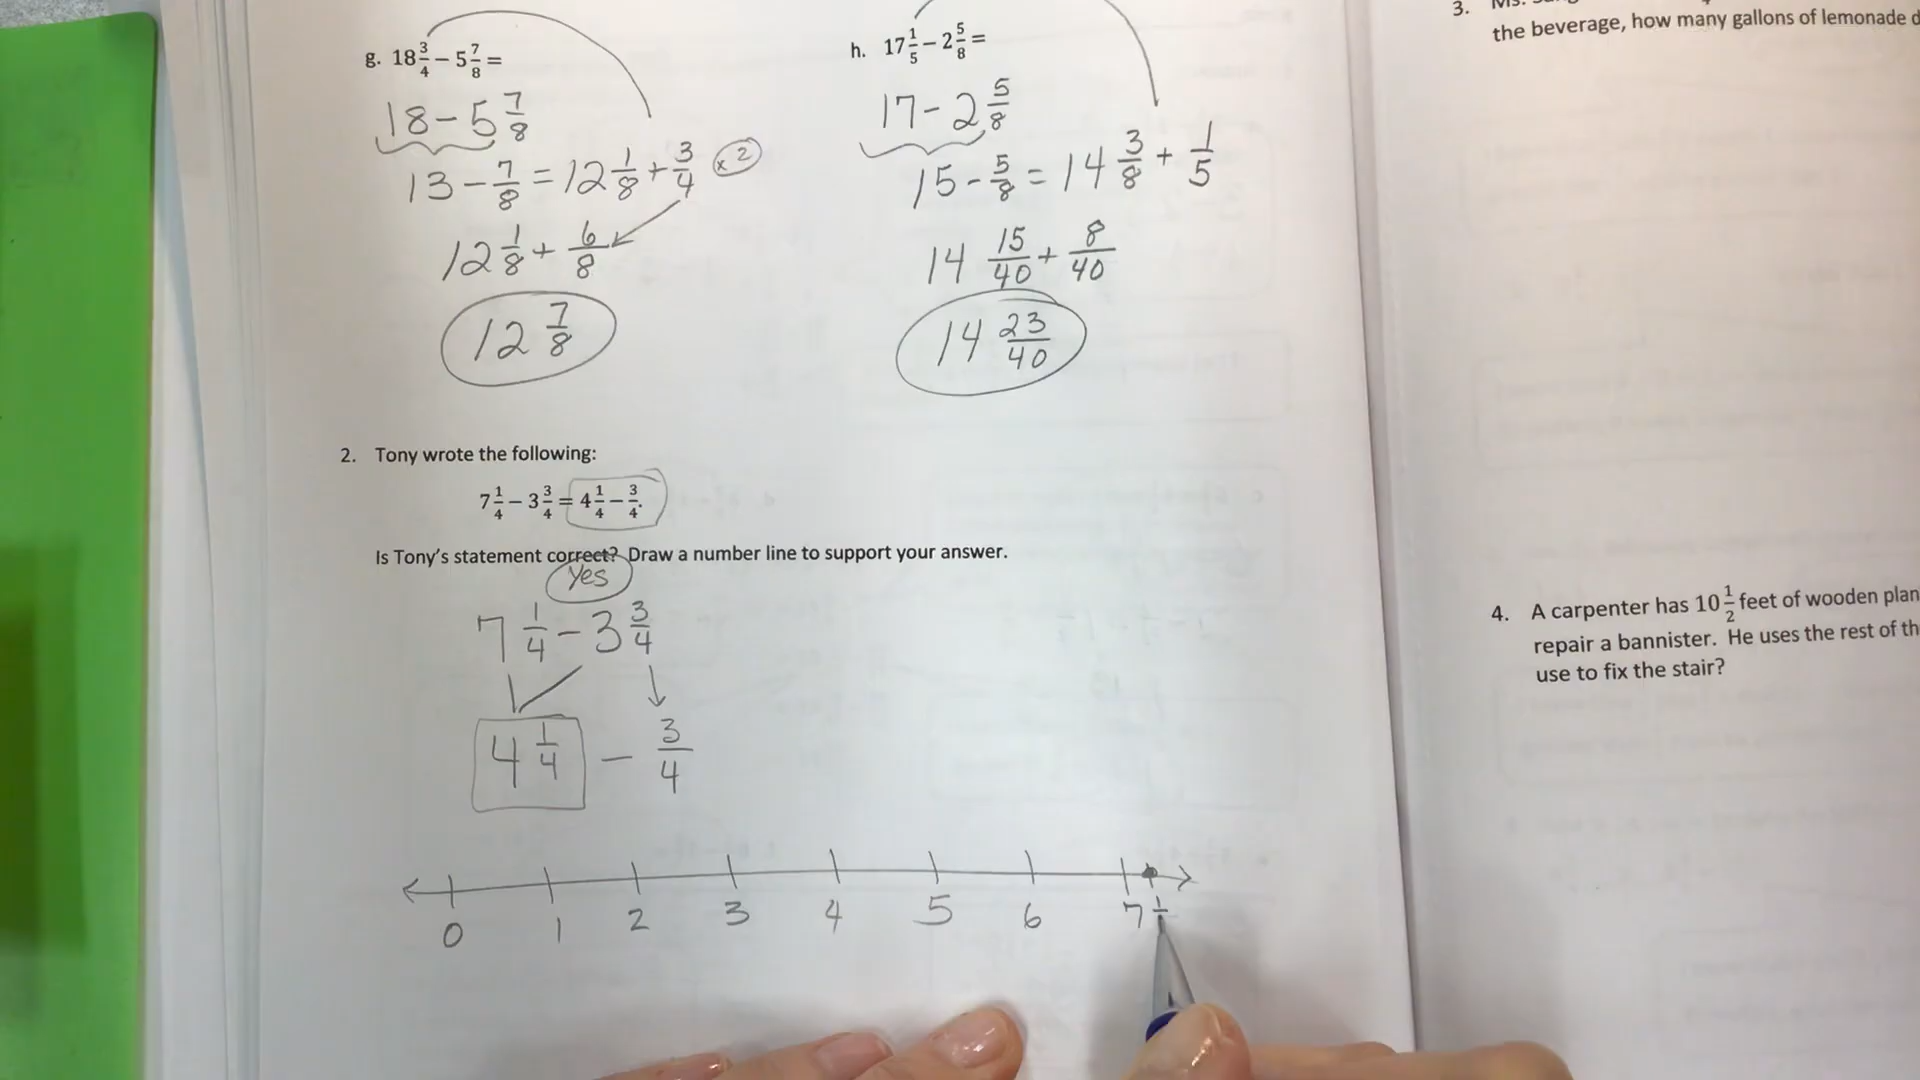 g. 18 3/4 − 5 7/8 =
18 − 5 7/8
13 − 7/8 = 12 1/8 + 3/4 x 2
12 1/8 + 6/8
12 7/8
h. 17 1/5 − 2 5/8 =
17 − 2 5/8
15 − 5/8 = 14 3/8 + 1/5
14 15/40 + 8/40
14 23/40
2. Tony wrote the following:
7 1/4 − 3 3/4 = 4 1/4 − 3/4.
Is Tony's statement correct? Draw a number line to support your answer.
Yes
7 1/4 − 3 3/4
4 1/4 − 3/4
0 1 2 3 4 5 6 7 1
3.
the beverage, how many gallons of lemonade
4. A carpenter has 10 1/2 feet of wooden plan
repair a bannister. He uses the rest of th
use to fix the stair?